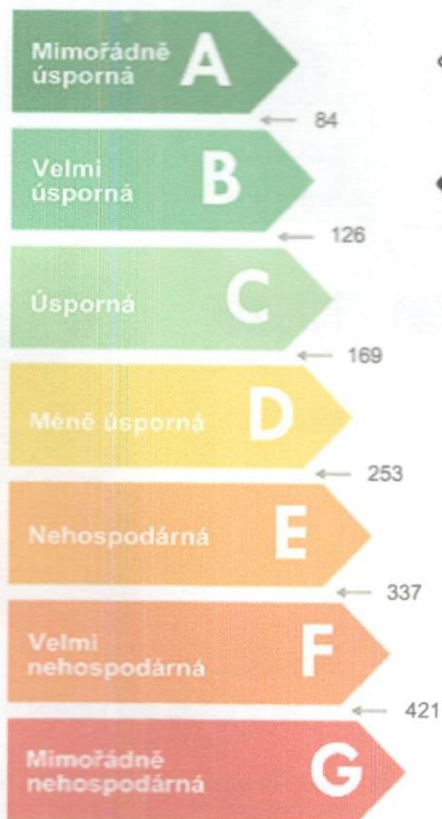 Mimořádně
úsporná A
84
Velmi
úsporná B
126
Úsporná C
169
Méně úsporná D
253
Nehospodárná E
337
Velmi
nehospodárná F
421
Mimořádně
nehospodárná G